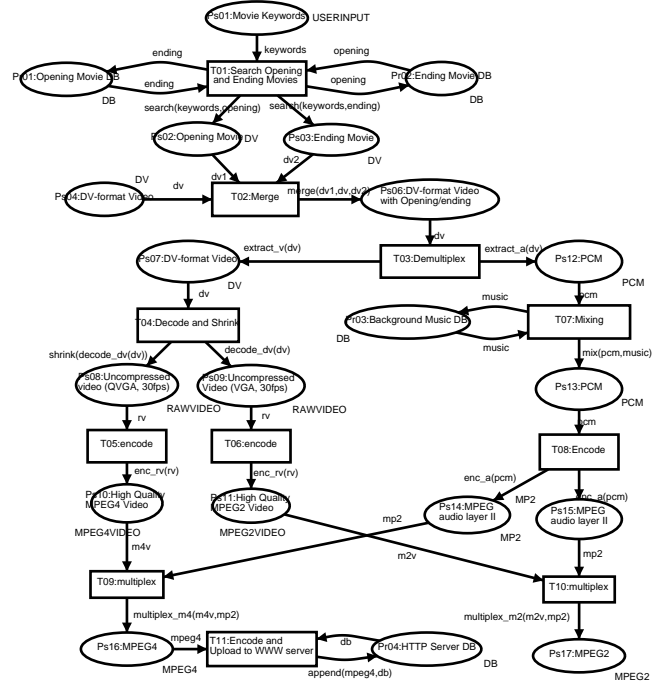 Ps01:Movie Keywords
USERINPUT
keywords
ending
opening
T01:Search Opening
and Ending Movies
Pr01:Opening Movie DB
Pr02:Ending Movie DB
ending
opening
DB
DB
search(keywords,opening)
search(keywords,ending)
Ps02:Opening Movie
DV
Ps03:Ending Movie
DV
dv1
dv2
DV
Ps04:DV-format Video
dv
T02:Merge
merge(dv1,dv,dv2)
Ps06:DV-format Video
with Opening/ending
dv
extract_v(dv)
T03:Demultiplex
extract_a(dv)
Ps07:DV-format Video
DV
Ps12:PCM
PCM
dv
pcm
music
T04:Decode and Shrink
Pr03:Background Music DB
DB
T07:Mixing
music
shrink(decode_dv(dv))
decode_dv(dv)
mix(pcm,music)
Ps08:Uncompressed
video (QVGA, 30fps)
RAWVIDEO
Ps09:Uncompressed
Video (VGA, 30fps)
RAWVIDEO
Ps13:PCM
PCM
rv
rv
pcm
T05:encode
T06:encode
T08:Encode
enc_rv(rv)
enc_rv(rv)
enc_a(pcm)
enc_a(pcm)
Ps10:High Quality
MPEG4 Video
MPEG4VIDEO
Ps11:High Quality
MPEG2 Video
MPEG2VIDEO
Ps14:MPEG
audio layer II
MP2
MP2
Ps15:MPEG
audio layer II
mp2
m4v
m2v
mp2
T09:multiplex
T10:multiplex
multiplex_m4(m4v,mp2)
multiplex_m2(m2v,mp2)
Ps16:MPEG4
MPEG4
mpeg4
T11:Encode and
Upload to WWW server
db
Pr04:HTTP Server DB
DB
append(mpeg4,db)
Ps17:MPEG2
MPEG2